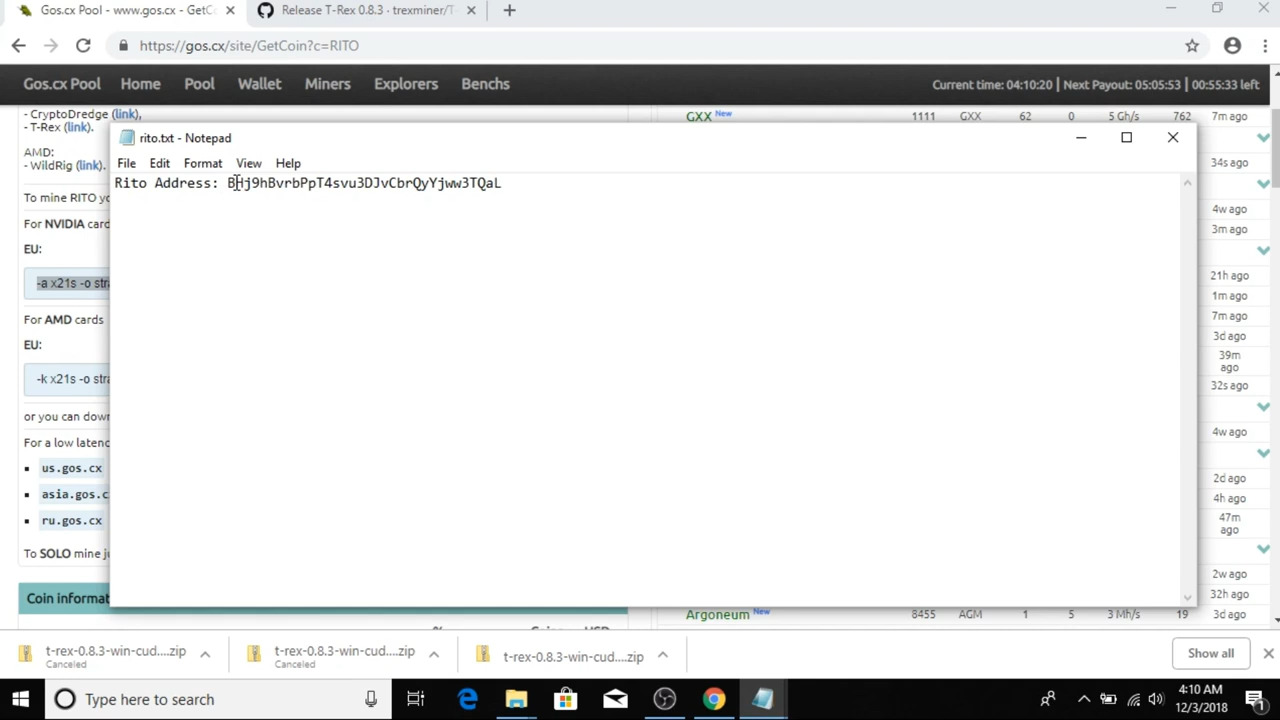 Gos.cx Pool - www.gos.cx - GetC
Release T-Rex 0.8.3 · trexminer/T-
https://gos.cx/site/GetCoin?c=RITO
Gos.cx Pool Home Pool Wallet Miners Explorers Benchs
Current time: 04:10:20 | Next Payout: 05:05:53 | 00:55:33 left
- CryptoDredge (link),
- T-Rex (link).
AMD:
- WildRig (link).
To mine RITO yo
For NVIDIA card
EU:
-a x21s -o stra
For AMD cards
EU:
-k x21s -o stra
or you can down
For a low latenc
us.gos.cx
asia.gos.c
ru.gos.cx
To SOLO mine ju
Coin informat
GXX New 1111 GXX 62 0 5 Gh/s 762 7m ago
34s ago
4w ago
3m ago
21h ago
1m ago
7m ago
3d ago
39m
ago
32s ago
4w ago
2d ago
4h ago
47m
ago
2w ago
32h ago
Argoneum New 8455 AGM 1 5 3 Mh/s 19 3d ago
rito.txt - Notepad
File Edit Format View Help
Rito Address: BHj9hBvrbPpT4svu3DJvCbrQyYjww3TQaL
t-rex-0.8.3-win-cud....zip
Canceled
t-rex-0.8.3-win-cud....zip
Canceled
t-rex-0.8.3-win-cud....zip
Show all
Type here to search
4:10 AM
12/3/2018
1